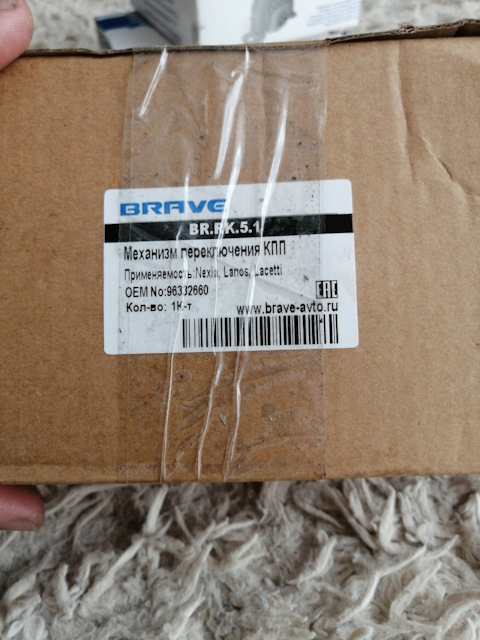 BRAVE
BR.RK.5.1
Механизм переключения КПП
Применяемость:Nexia, Lanos, Lacetti
OEM No:96332660
EAC
Кол-во: 1К-т
www.brave-avto.ru